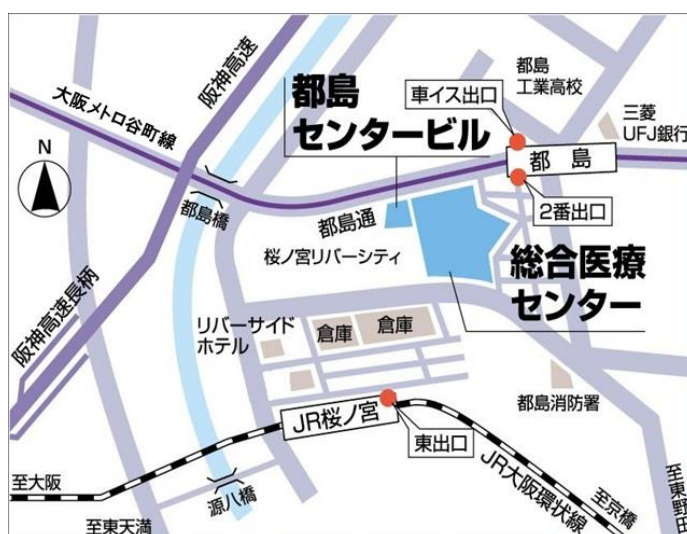 大阪メトロ谷町線
阪神高速
都島
センタービル
車イス出口
都島
工業高校
三菱
UFJ銀行
都 島
2番出口
N
都島橋
都島通
桜ノ宮リバーシティ
総合医療
センター
阪神高速長柄
リバーサイド
ホテル
倉庫
倉庫
都島消防署
JR桜ノ宮
東出口
至大阪
源八橋
至東天満
JR大阪環状線
至京橋
至東野田